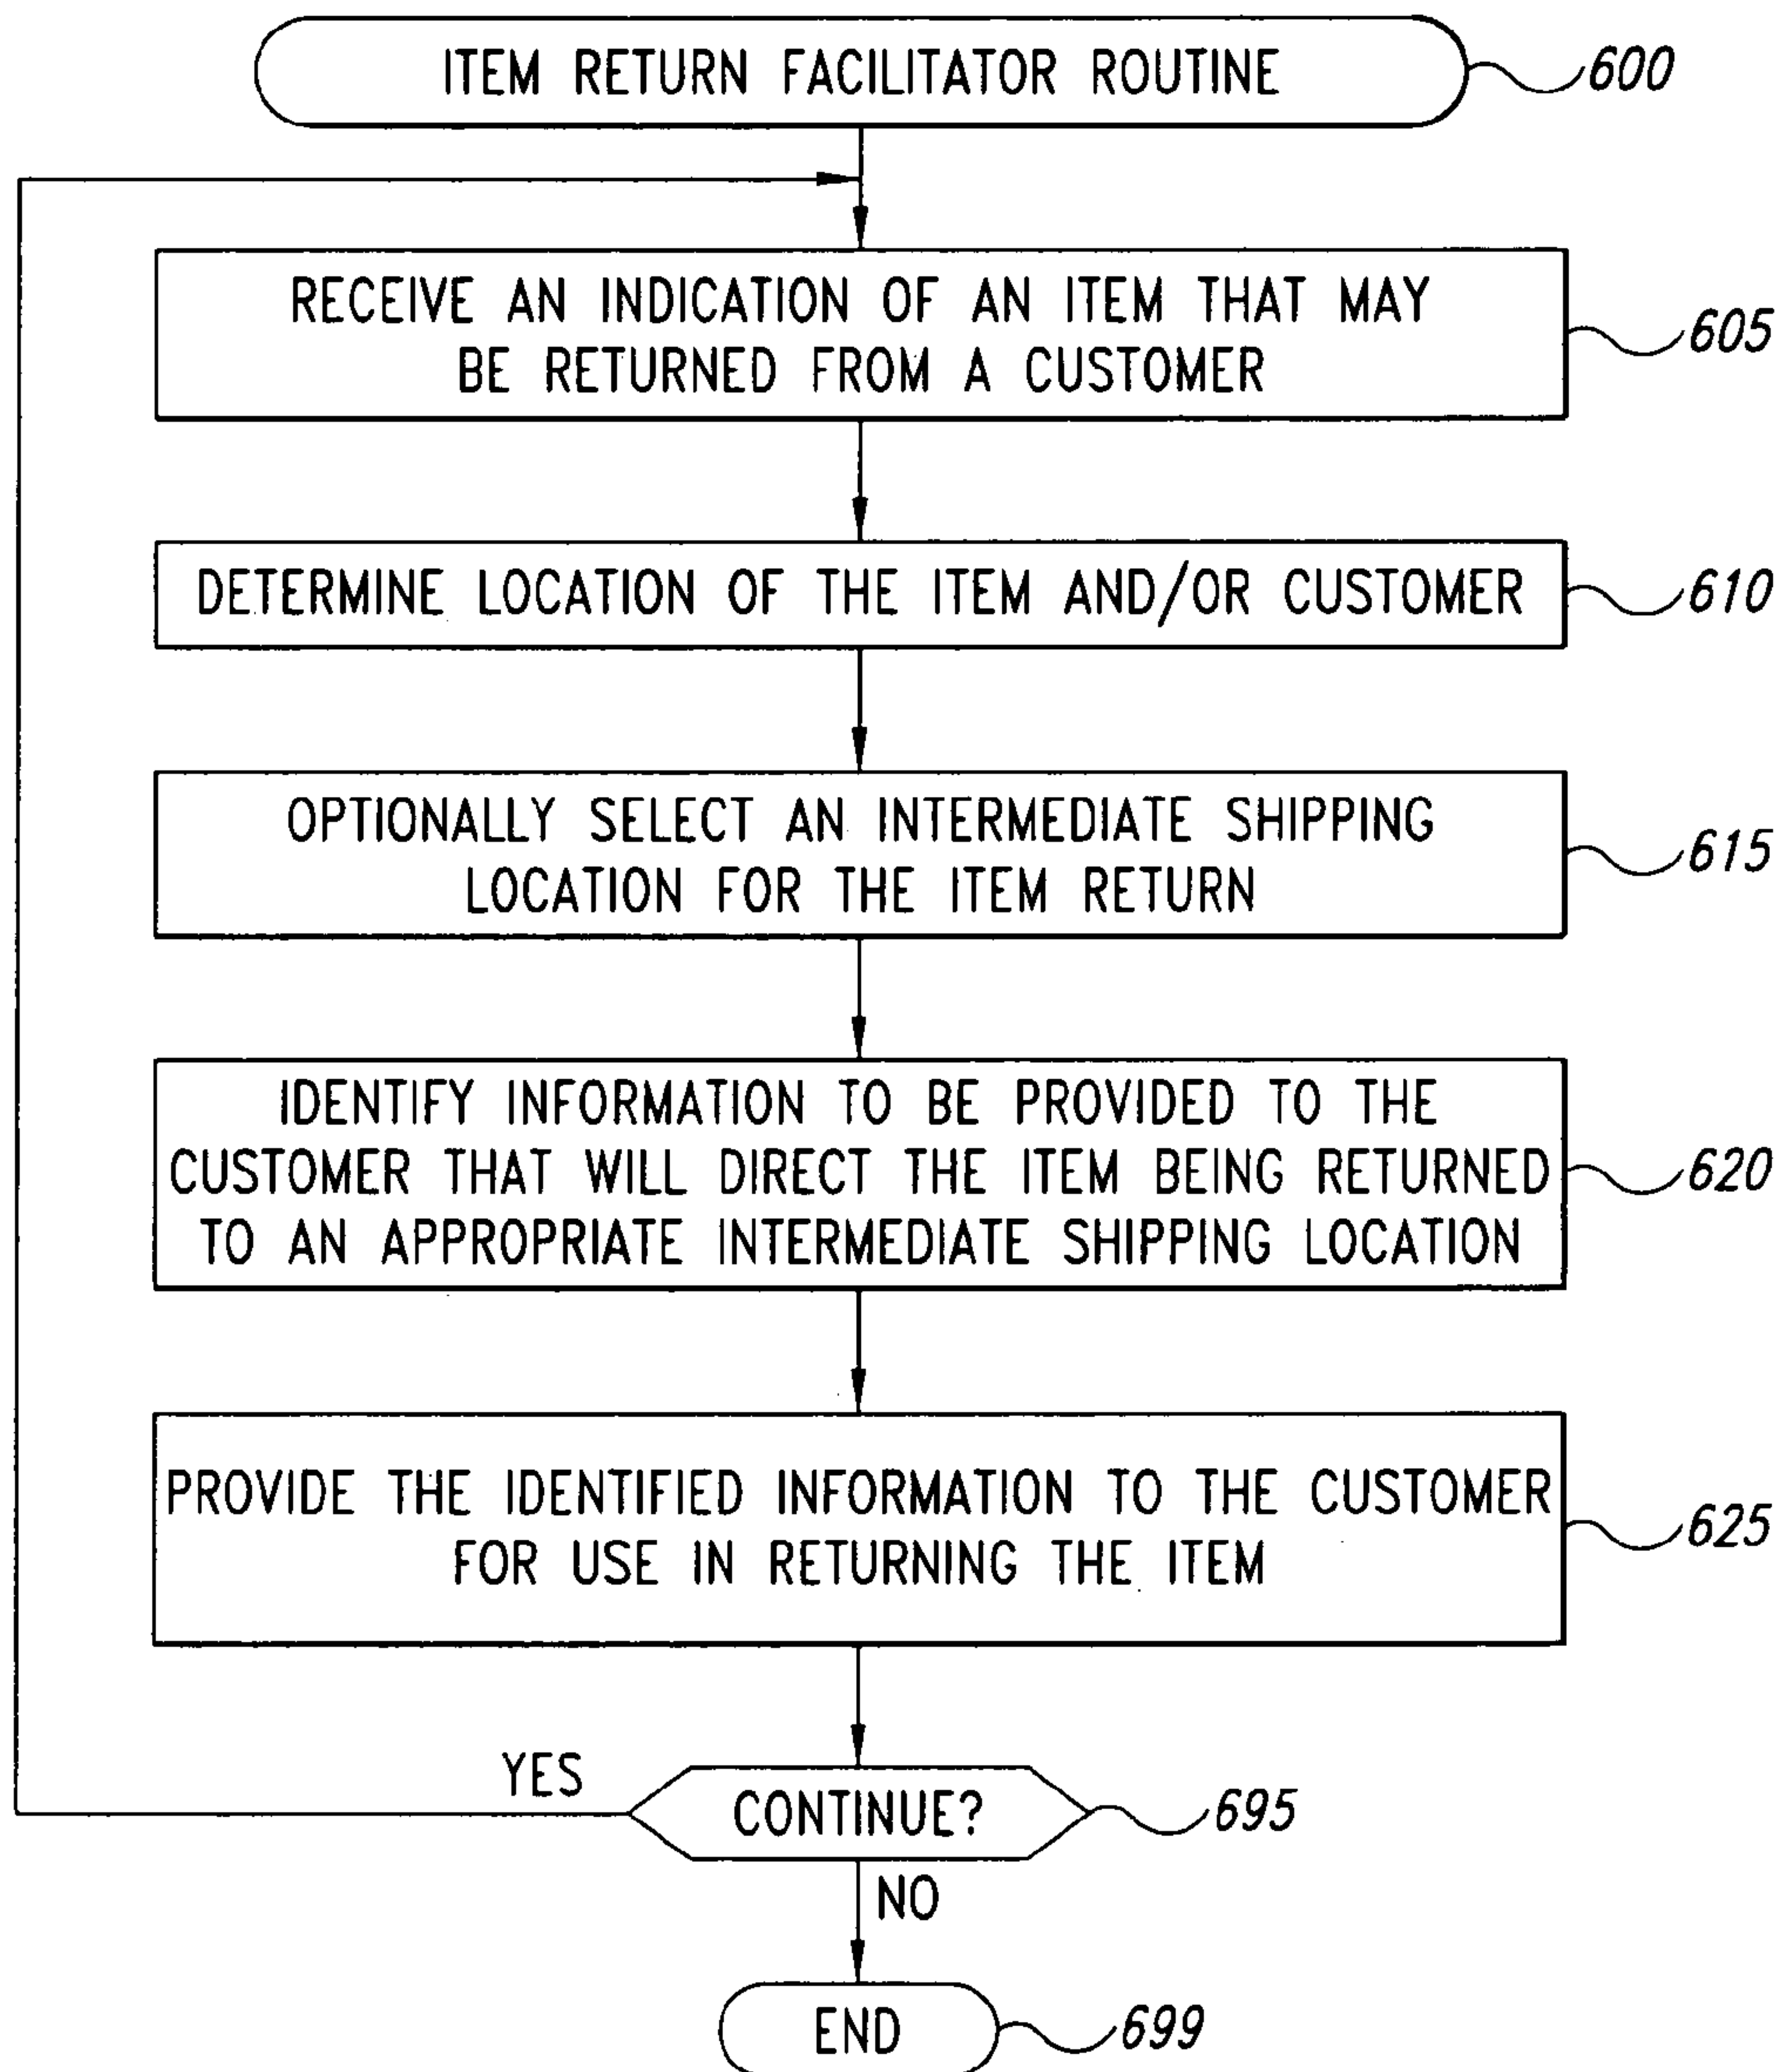 ITEM RETURN FACILITATOR ROUTINE
600
RECEIVE AN INDICATION OF AN ITEM THAT MAY
BE RETURNED FROM A CUSTOMER
605
DETERMINE LOCATION OF THE ITEM AND/OR CUSTOMER
610
OPTIONALLY SELECT AN INTERMEDIATE SHIPPING
LOCATION FOR THE ITEM RETURN
615
IDENTIFY INFORMATION TO BE PROVIDED TO THE
CUSTOMER THAT WILL DIRECT THE ITEM BEING RETURNED
TO AN APPROPRIATE INTERMEDIATE SHIPPING LOCATION
620
PROVIDE THE IDENTIFIED INFORMATION TO THE CUSTOMER
FOR USE IN RETURNING THE ITEM
625
YES
CONTINUE?
695
NO
END
699